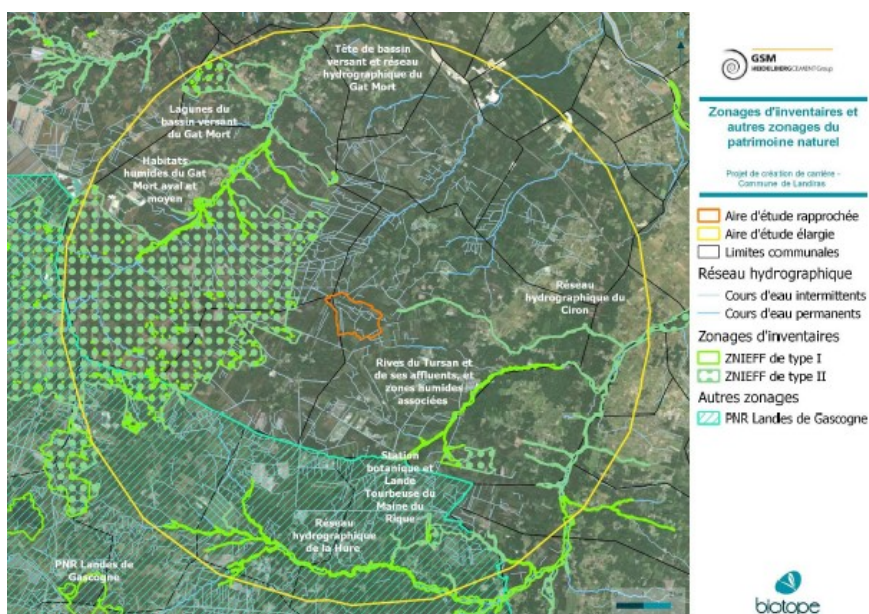 Tête de bassin
versant et réseau
hydrographique du
Gat Mort
Lagunes du
bassin versant
du Gat Mort
Habitats
humides du Gat
Mort aval et
moyen
Réseau
hydrographique du
Ciron
Rives du Tursan et
de ses affluents, et
zones humides
associées
Station
botanique et
Lande
Tourbeuse du
Maine du
Rique
Réseau
hydrographique
de la Hure
PNR Landes de
Gascogne
GSM
HEIDELBERGCEMENT Group
Zonages d'inventaires et
autres zonages du
patrimoine naturel
Projet de création de carrière -
Commune de Landiras
Aire d'étude rapprochée
Aire d'étude élargie
Limites communales
Réseau hydrographique
Cours d'eau intermittents
Cours d'eau permanents
Zonages d'inventaires
ZNIEFF de type I
ZNIEFF de type II
Autres zonages
PNR Landes de Gascogne
biotope